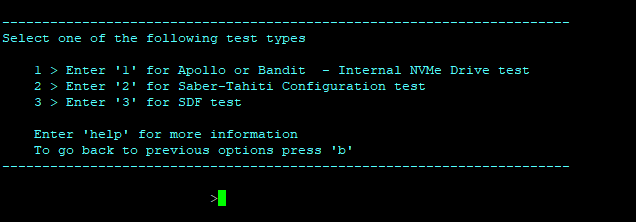 -----------------------------------------------------------------------
Select one of the following test types
1 > Enter '1' for Apollo or Bandit  - Internal NVMe Drive test
2 > Enter '2' for Saber-Tahiti Configuration test
3 > Enter '3' for SDF test
Enter 'help' for more information
To go back to previous options press 'b'
-----------------------------------------------------------------------
>